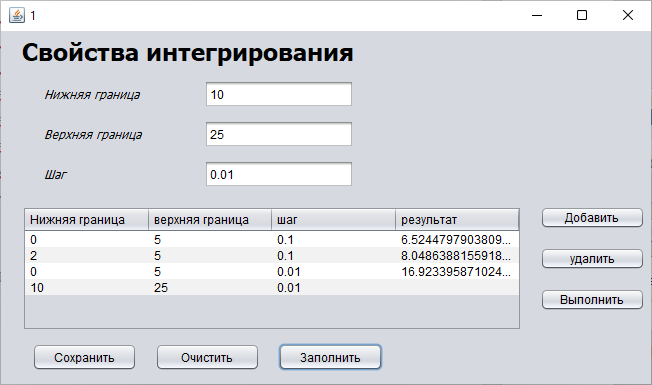 1
Свойства интегрирования
Нижняя граница 10
Верхняя граница 25
Шаг 0.01
Нижняя граница верхняя граница шаг результат
0 5 0.1 6.5244797903809...
2 5 0.1 8.0486388155918...
0 5 0.01 16.923395871024...
10 25 0.01
Добавить
удалить
Выполнить
Сохранить Очистить Заполнить